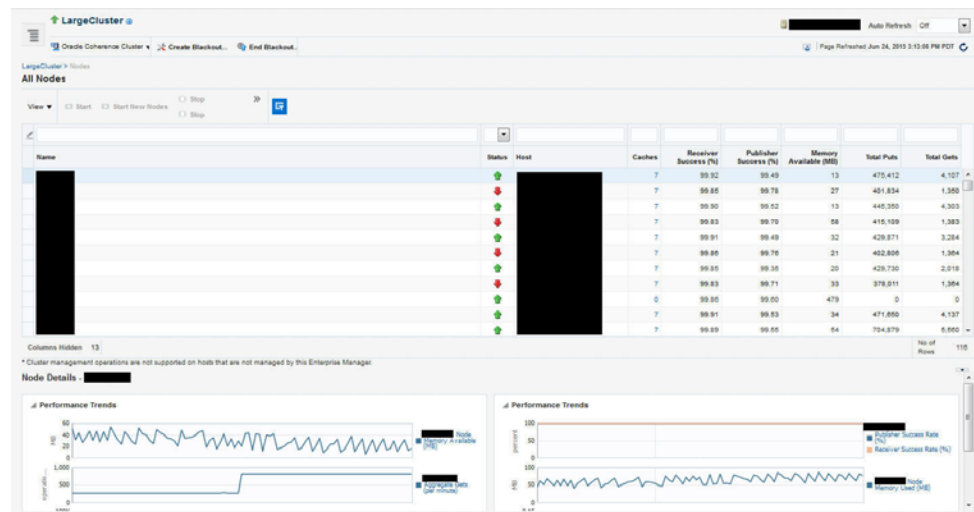 LargeCluster
Auto Refresh Off
Oracle Coherence Cluster Create Blackout... End Blackout..
Page Refreshed Jun 24, 2015 3:13:08 PM PDT
LargeCluster > Nodes
All Nodes
View Start Start New Nodes Stop
Stop
Name Status Host Caches Receiver Success (%) Publisher Success (%) Memory Available (MB) Total Puts Total Gets
7 99.92 99.49 13 475,412 4,107
7 99.85 99.78 27 401,834 1,350
7 99.90 99.52 13 445,350 4,303
7 99.83 99.70 58 415,109 1,383
7 99.91 99.49 32 429,871 3,284
7 99.86 99.76 21 402,806 1,364
7 99.85 99.36 20 429,730 2,018
7 99.83 99.71 33 378,011 1,364
0 99.86 99.60 479 0 0
7 99.91 99.53 34 471,650 4,137
7 99.89 99.56 54 704,879 5,560
Columns Hidden 13
No of Rows 116
* Cluster management operations are not supported on hosts that are not managed by this Enterprise Manager.
Node Details -
Performance Trends
60
40
20
0
MB
Node
Memory Available
(MB)
1,000
500
0
operatio...
Aggregate Gets
(per minute)
Performance Trends
100
50
0
percent
Publisher Success Rate
(%)
Receiver Success Rate (%)
100
50
0
MB
Node
Memory Used (MB)